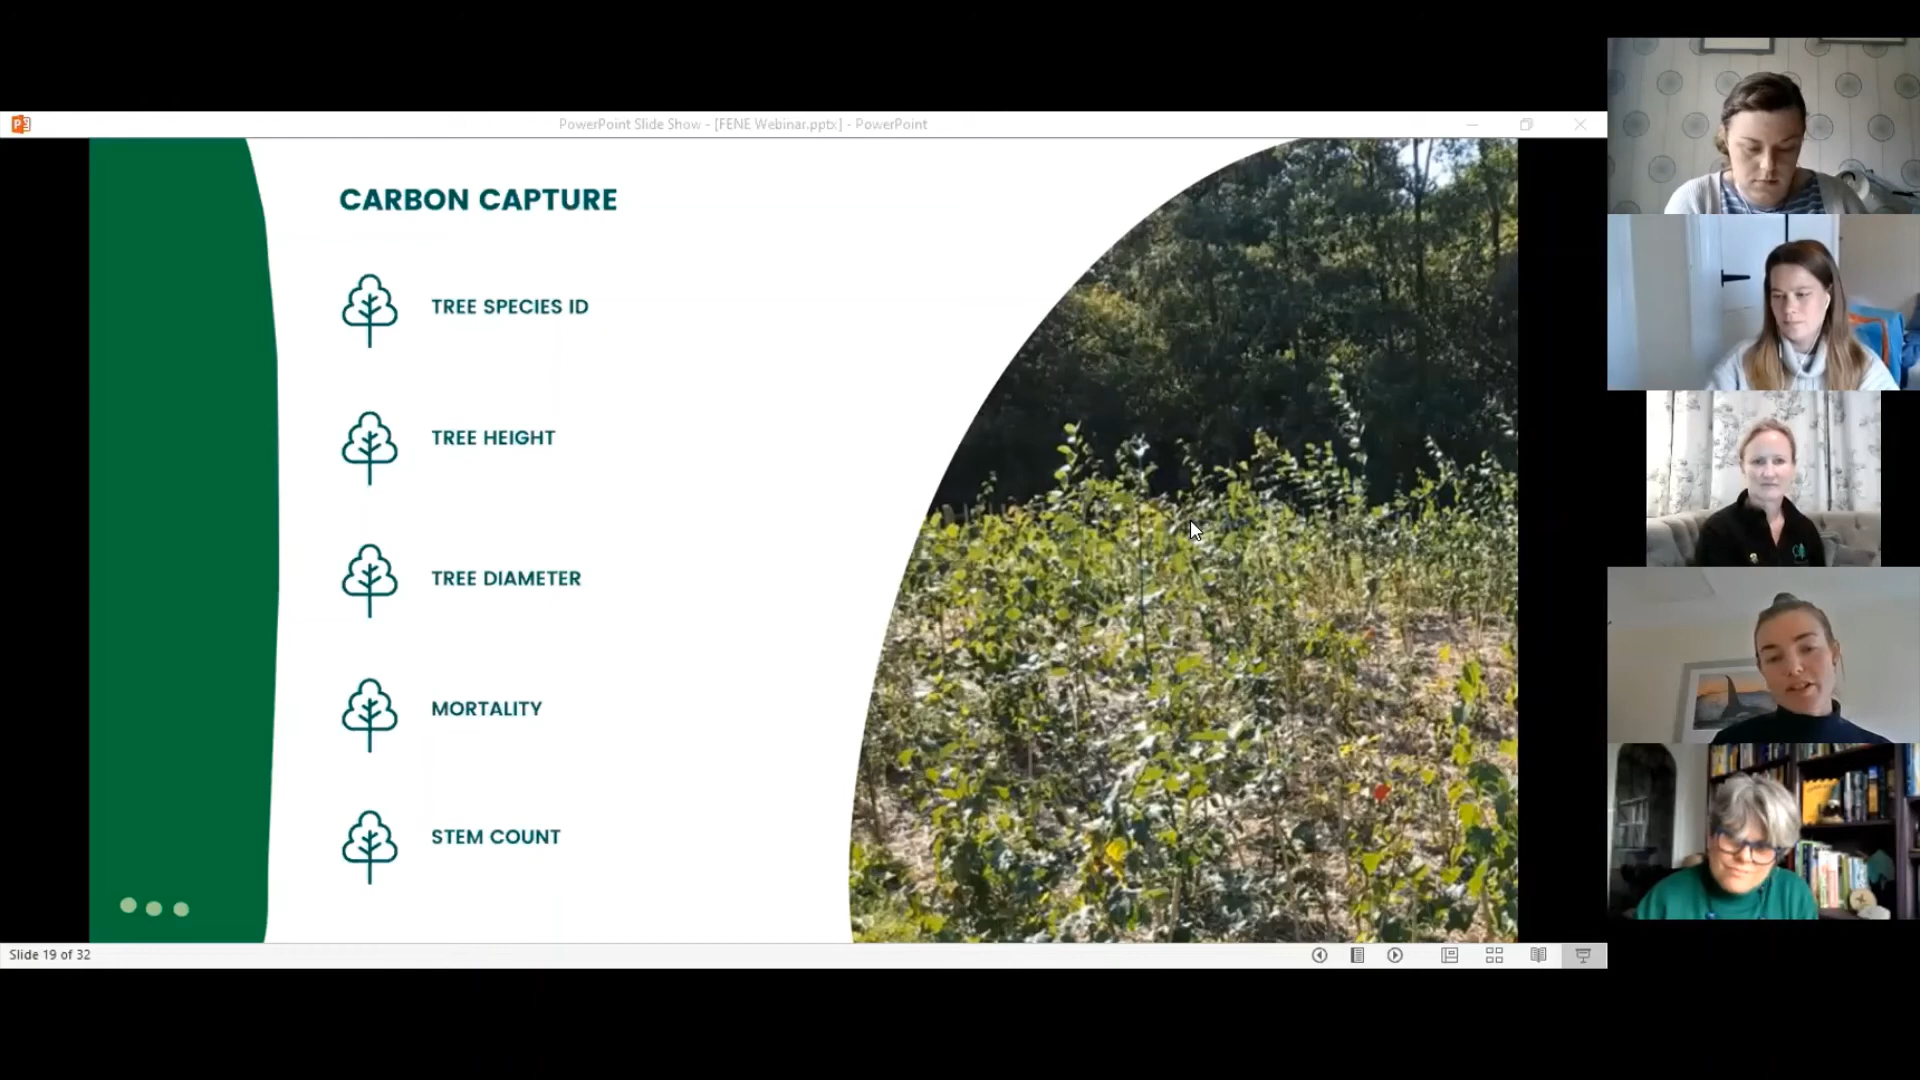 PowerPoint Slide Show - [FENE Webinar.pptx] - PowerPoint
CARBON CAPTURE
TREE SPECIES ID
TREE HEIGHT
TREE DIAMETER
MORTALITY
STEM COUNT
Slide 19 of 32